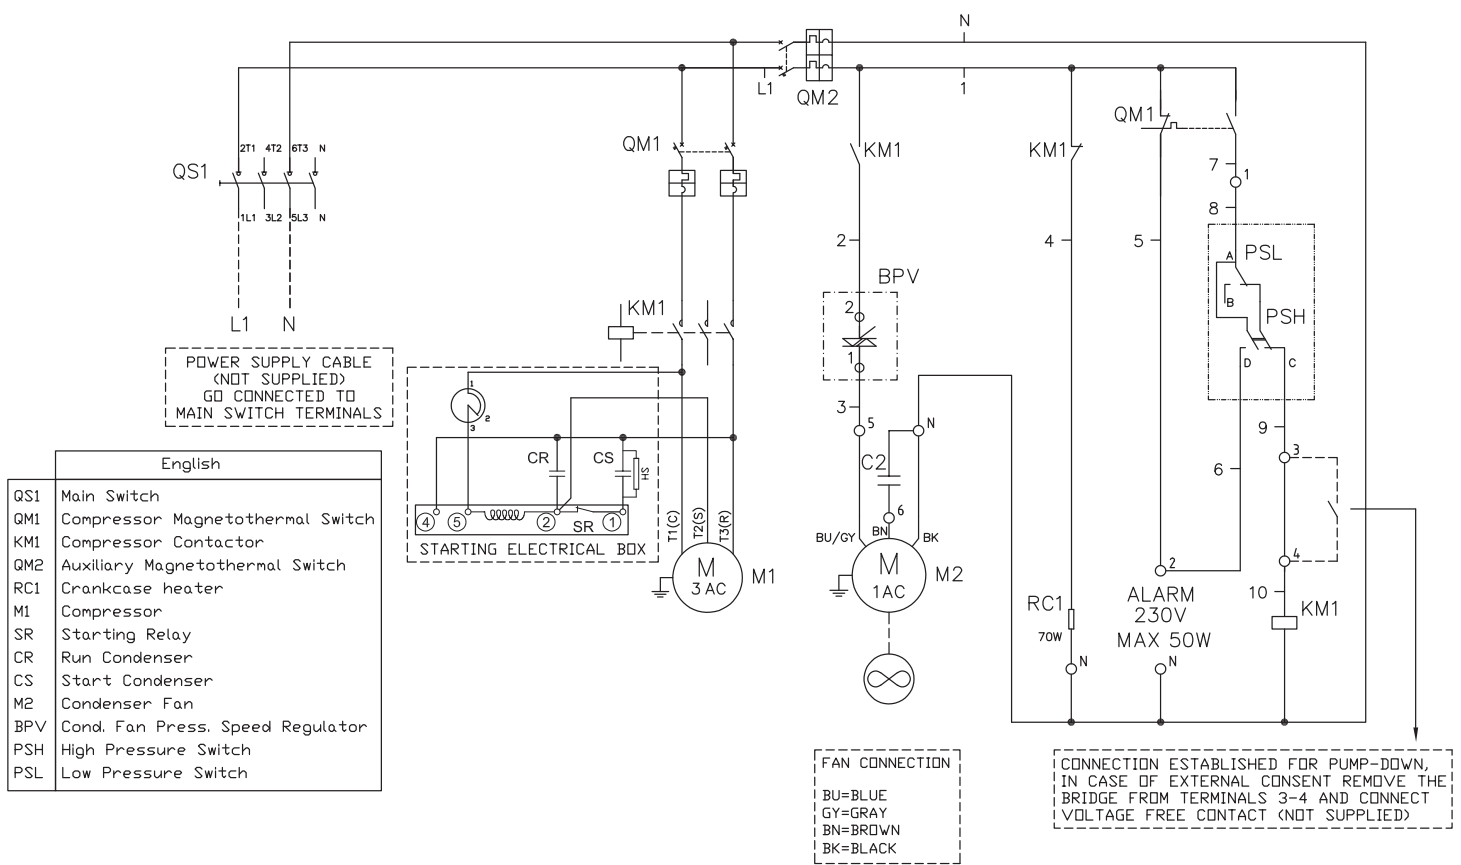 N
L1
QM2
1
QM1
KM1
KM1
QM1
7
1
8
QS1
2T1 4T2 6T3 N
1L1 3L2 5L3 N
L1 N
2
4
5
A
PSL
B
PSH
D
C
BPV
2
1
3
5
N
KM1
POWER SUPPLY CABLE
(NOT SUPPLIED)
GO CONNECTED TO
MAIN SWITCH TERMINALS
1
2
3
CR
CS
SH
4
5
2
SR
1
STARTING ELECTRICAL BOX
T1(C)
T2(S)
T3(R)
M
3 AC
M1
C2
6
BU/GY
BN
BK
M
1AC
M2
9
3
6
4
10
KM1
2
ALARM
230V
MAX 50W
N
RC1
70W
N
English
QS1 Main Switch
QM1 Compressor Magnetothermal Switch
KM1 Compressor Contactor
QM2 Auxiliary Magnetothermal Switch
RC1 Crankcase heater
M1 Compressor
SR Starting Relay
CR Run Condenser
CS Start Condenser
M2 Condenser Fan
BPV Cond. Fan Press. Speed Regulator
PSH High Pressure Switch
PSL Low Pressure Switch
FAN CONNECTION
BU=BLUE
GY=GRAY
BN=BROWN
BK=BLACK
CONNECTION ESTABLISHED FOR PUMP-DOWN,
IN CASE OF EXTERNAL CONSENT REMOVE THE
BRIDGE FROM TERMINALS 3-4 AND CONNECT
VOLTAGE FREE CONTACT (NOT SUPPLIED)